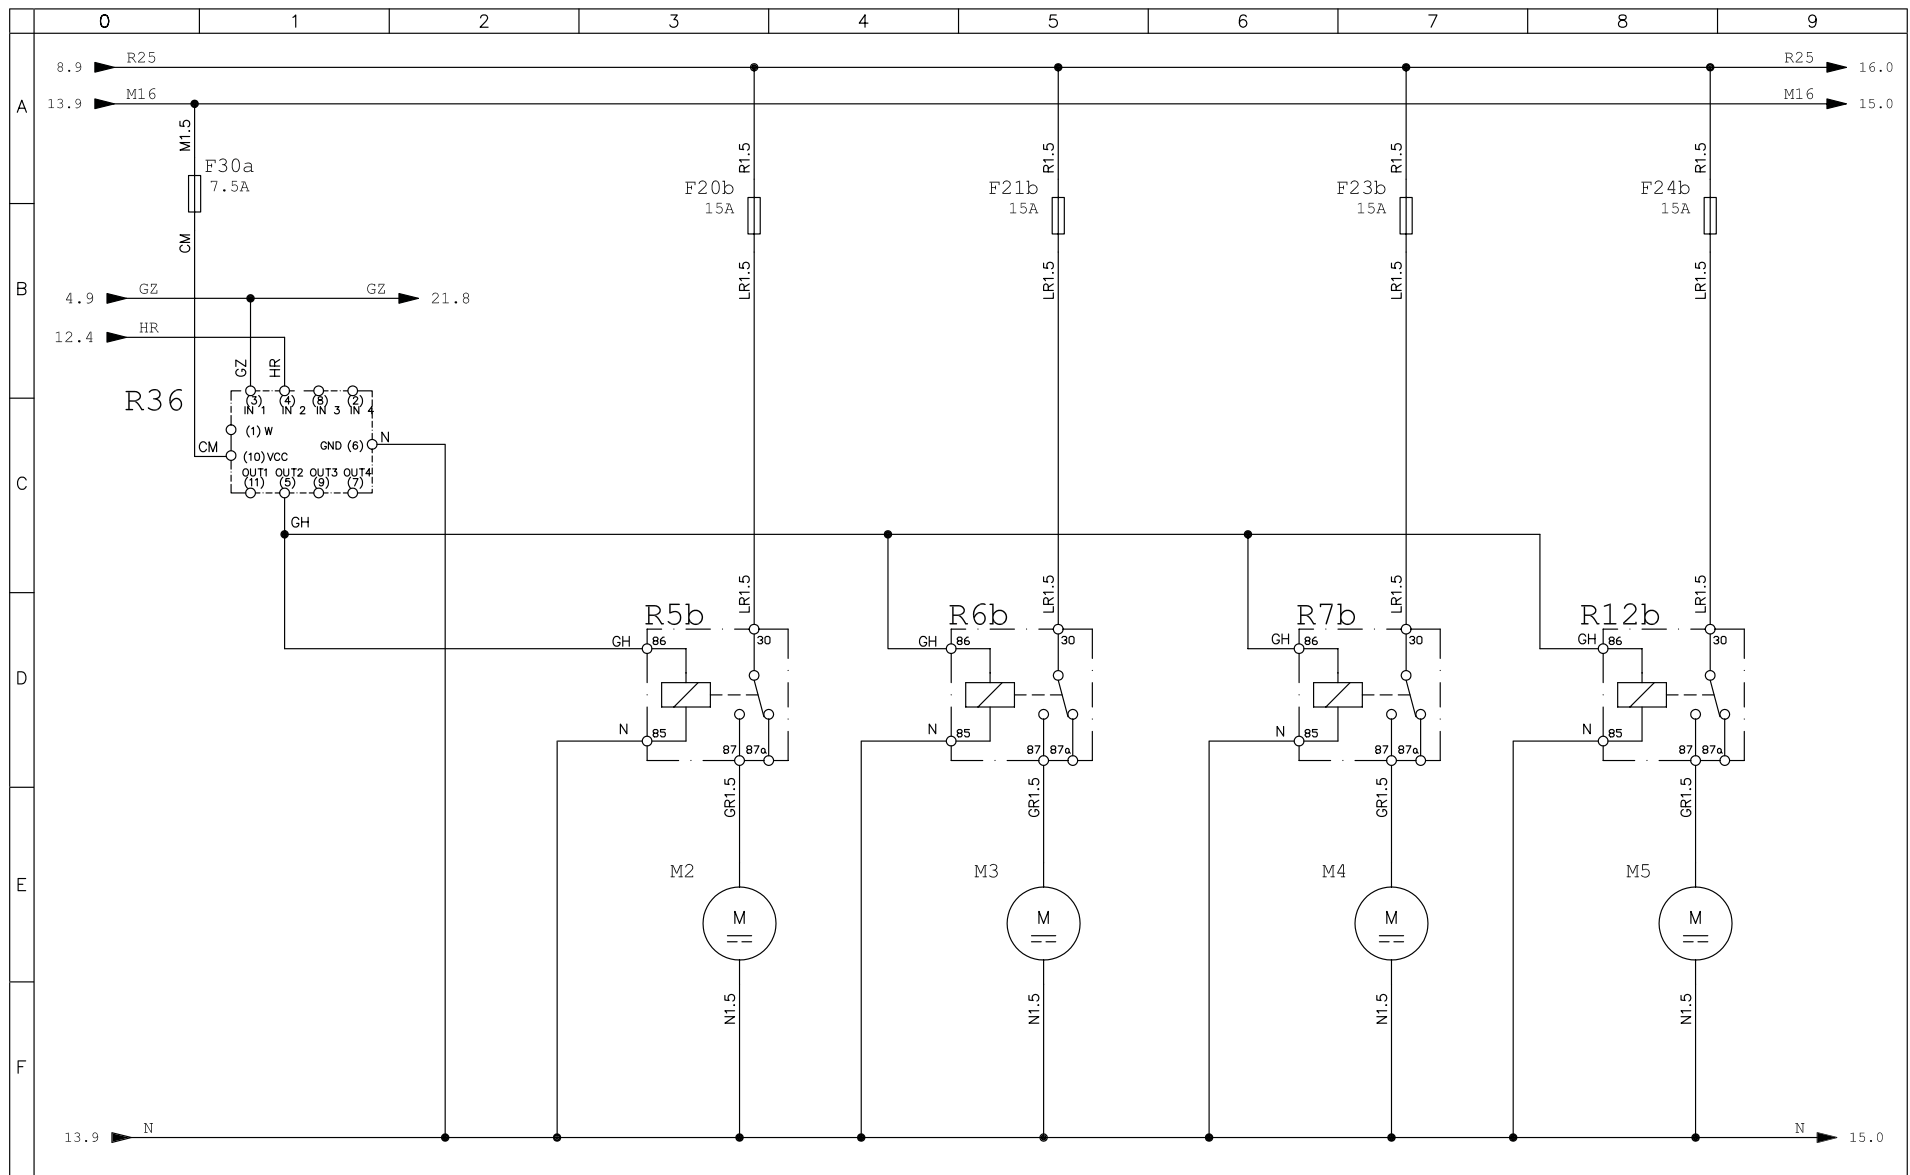 0 1 2 3 4 5 6 7 8 9
8.9 R25 R25 16.0
A 13.9 M16 M16 15.0
M1.5 R1.5 R1.5 R1.5 R1.5
F30a
7.5A
F20b F21b F23b F24b
15A 15A 15A 15A
CM
LR1.5 LR1.5 LR1.5 LR1.5
B 4.9 GZ GZ 21.8
12.4 HR
GZ HR
R36
(3) (4) (8) (2)
IN 1 IN 2 IN 3 IN 4
(1) W
CM GND (6) N
(10) VCC
C OUT1 OUT2 OUT3 OUT4
(11) (5) (9) (7)
GH
LR1.5 LR1.5 LR1.5 LR1.5
R5b R6b R7b R12b
GH 86 30 GH 86 30 GH 86 30 GH 86 30
D
N 85 N 85 N 85 N 85
87 87a 87 87a 87 87a 87 87a
GR1.5 GR1.5 GR1.5 GR1.5
M2 M3 M4 M5
E
M M M M
N1.5 N1.5 N1.5 N1.5
F
13.9 N N 15.0